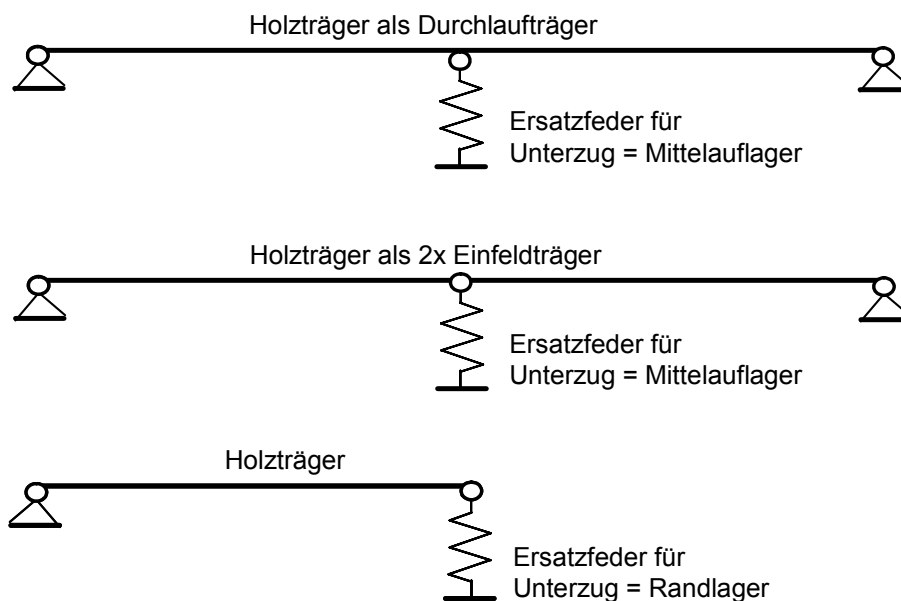 Holzträger als Durchlaufträger
Ersatzfeder für
Unterzug = Mittelauflager
Holzträger als 2x Einfeldträger
Ersatzfeder für
Unterzug = Mittelauflager
Holzträger
Ersatzfeder für
Unterzug = Randlager